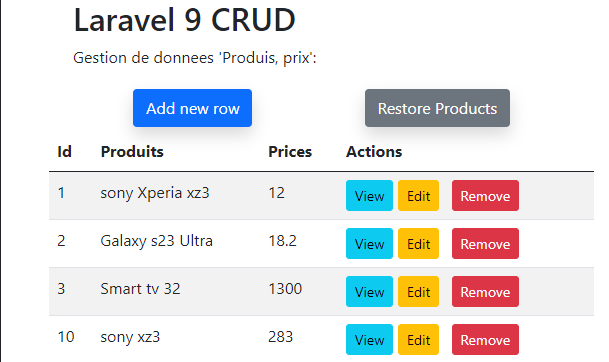 Laravel 9 CRUD
Gestion de donnees 'Produis, prix':
Add new row Restore Products
Id Produits Prices Actions
1 sony Xperia xz3 12 View Edit Remove
2 Galaxy s23 Ultra 18.2 View Edit Remove
3 Smart tv 32 1300 View Edit Remove
10 sony xz3 283 View Edit Remove